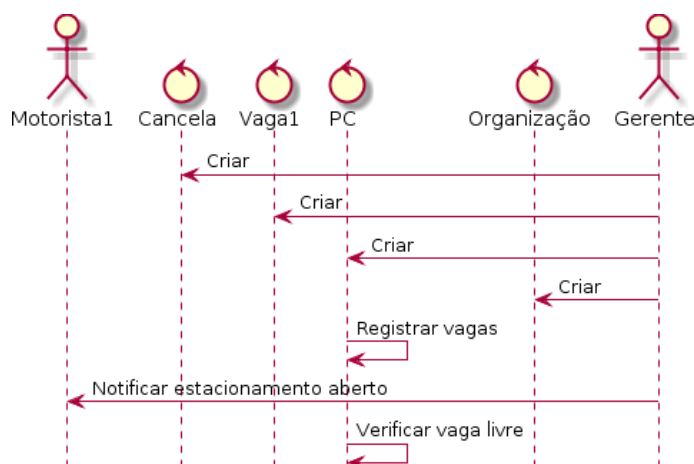 Motorista1 Cancela Vaga1 PC Organização Gerente
Criar
Criar
Criar
Criar
Registrar vagas
Notificar estacionamento aberto
Verificar vaga livre